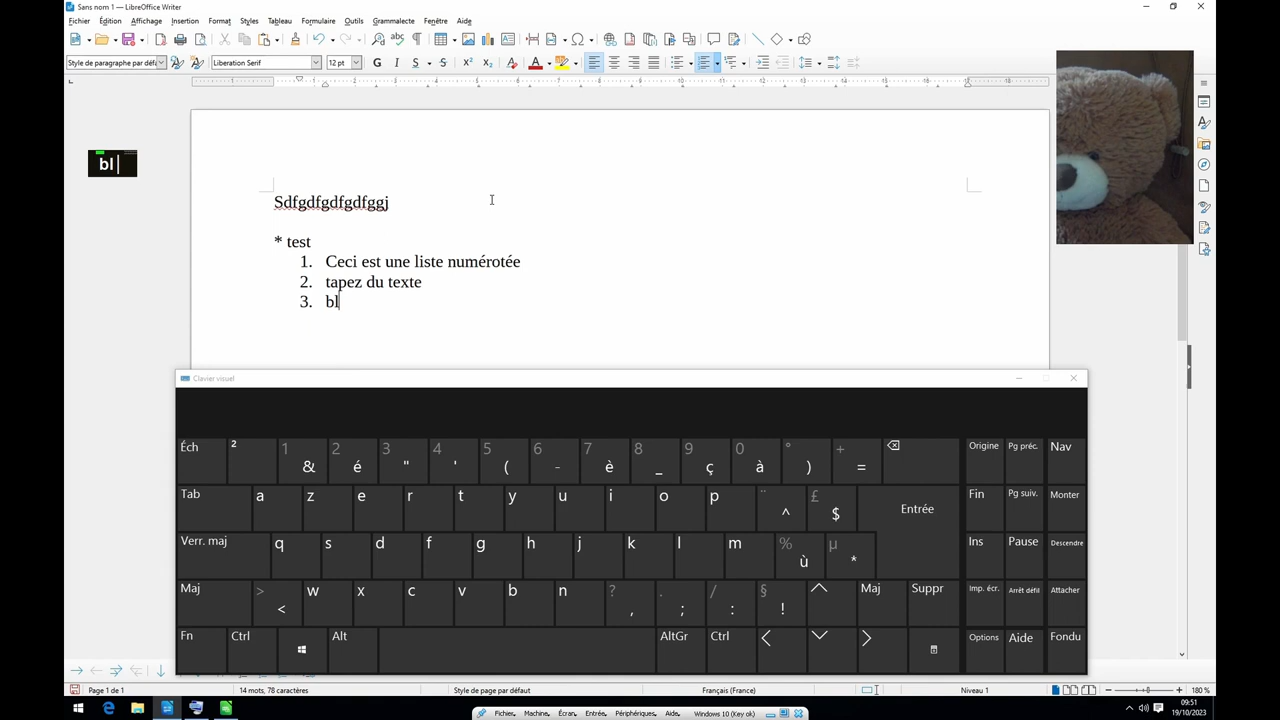 Sans nom 1 — LibreOffice Writer
Fichier Édition Affichage Insertion Format Styles Tableau Formulaire Outils Grammalecte Fenêtre Aide
Style de paragraphe par défa Liberation Serif 12 pt G I S S
bl
Sdfgdfgdfgdfggj
* test
1. Ceci est une liste numérotée
2. tapez du texte
3. bl
Clavier visuel
Éch ² 1 & 2 é 3 " 4 ' 5 ( 6 - 7 è 8 _ 9 ç 0 à ° ) + = Origine Pg préc. Nav
Tab a z e r t y u i o p ¨ ^ £ $ Entrée Fin Pg suiv. Monter
Verr. maj q s d f g h j k l m % ù µ * Ins Pause Descendre
Maj > < w x c v b n ? , . ; / : § ! Maj Suppr Imp. écr. Arrêt défil Attacher
Fn Ctrl Alt AltGr Ctrl Options Aide Fondu
Page 1 de 1 14 mots, 78 caractères Style de page par défaut Français (France) Niveau 1 180 %
09:51
19/10/2023
Fichier Machine Écran Entrée Périphériques Aide Windows 10 (Key ok)